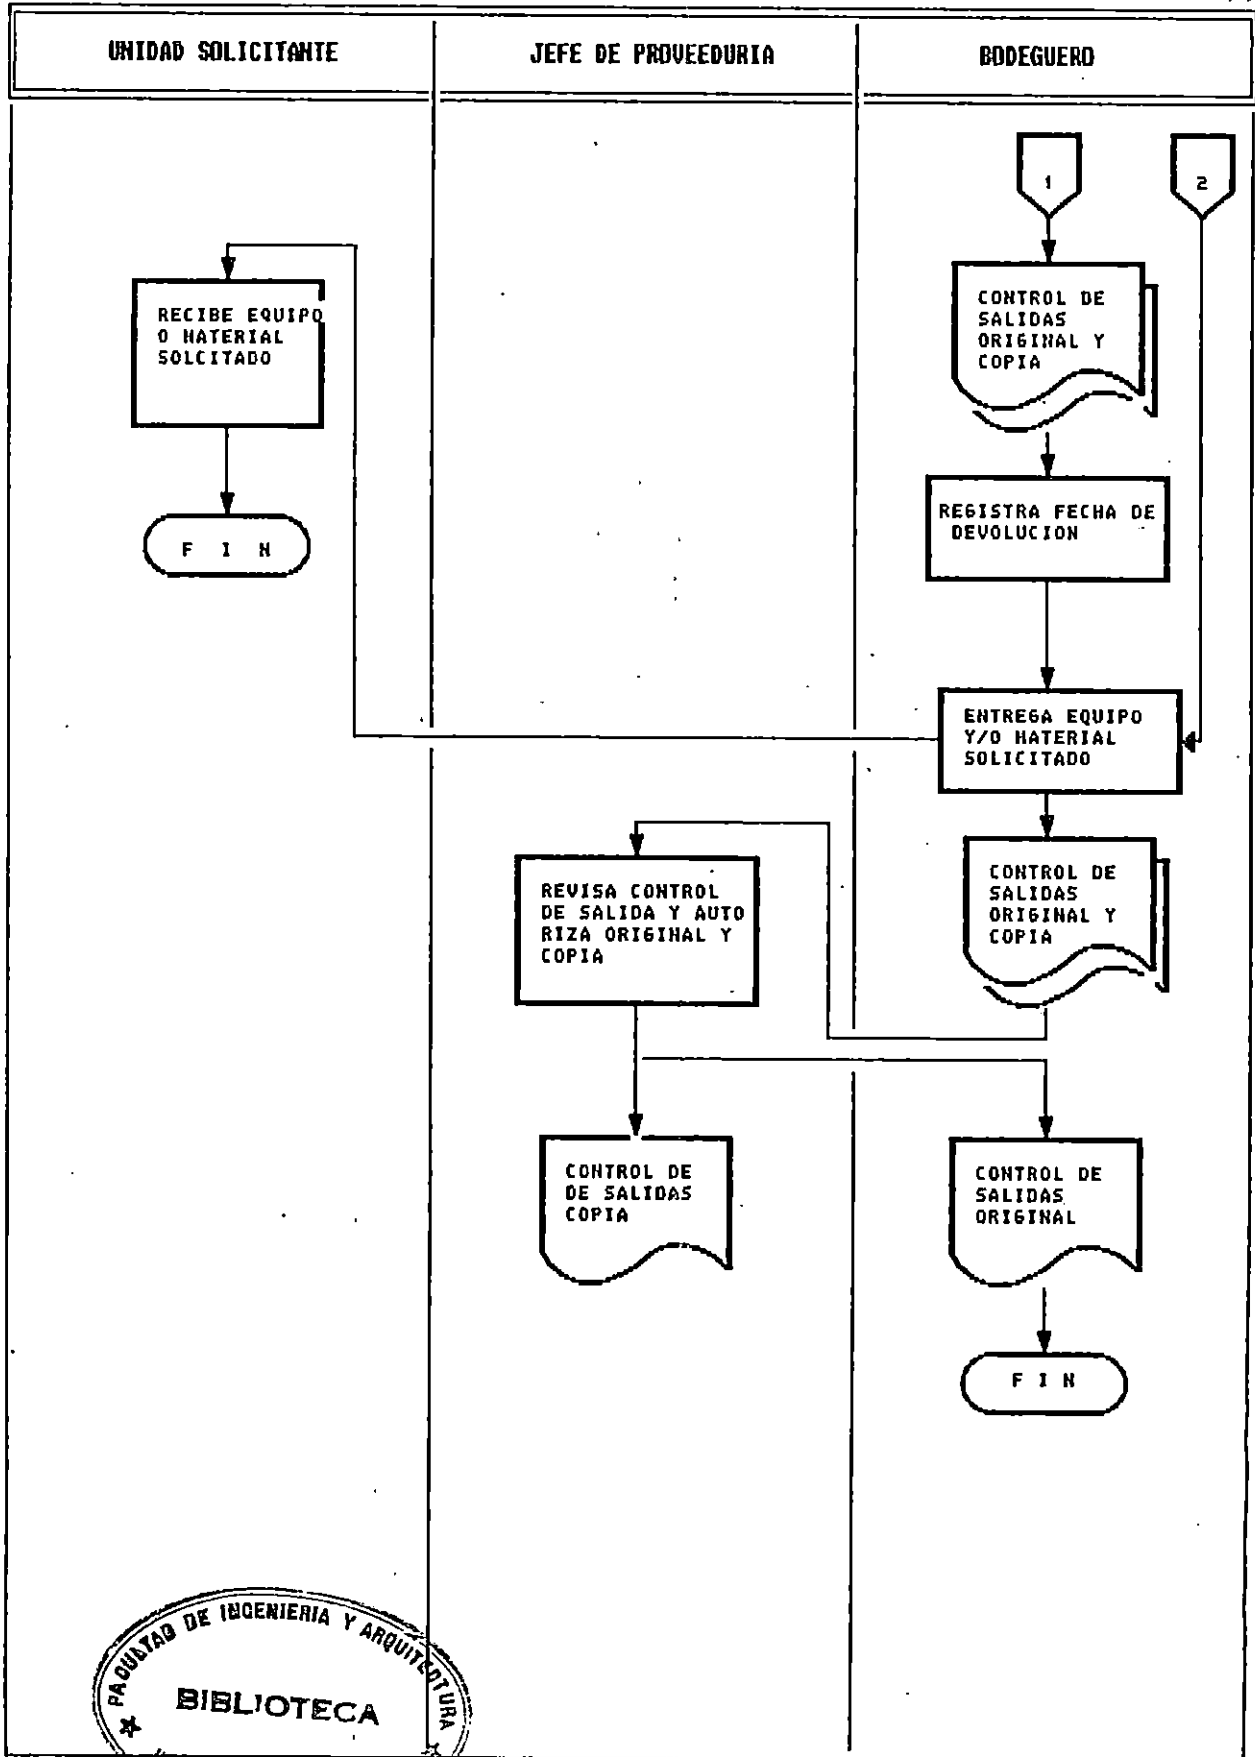 UNIDAD SOLICITANTE
JEFE DE PROVEEDURIA
BODEGUERO
1
2
RECIBE EQUIPO
O MATERIAL
SOLCITADO
F I N
CONTROL DE
SALIDAS
ORIGINAL Y
COPIA
REGISTRA FECHA DE
DEVOLUCION
ENTREGA EQUIPO
Y/O MATERIAL
SOLICITADO
CONTROL DE
SALIDAS
ORIGINAL Y
COPIA
REVISA CONTROL
DE SALIDA Y AUTO
RIZA ORIGINAL Y
COPIA
CONTROL DE
DE SALIDAS
COPIA
CONTROL DE
SALIDAS
ORIGINAL
F I N
FACULTAD DE INGENIERIA Y ARQUITECTURA
BIBLIOTECA